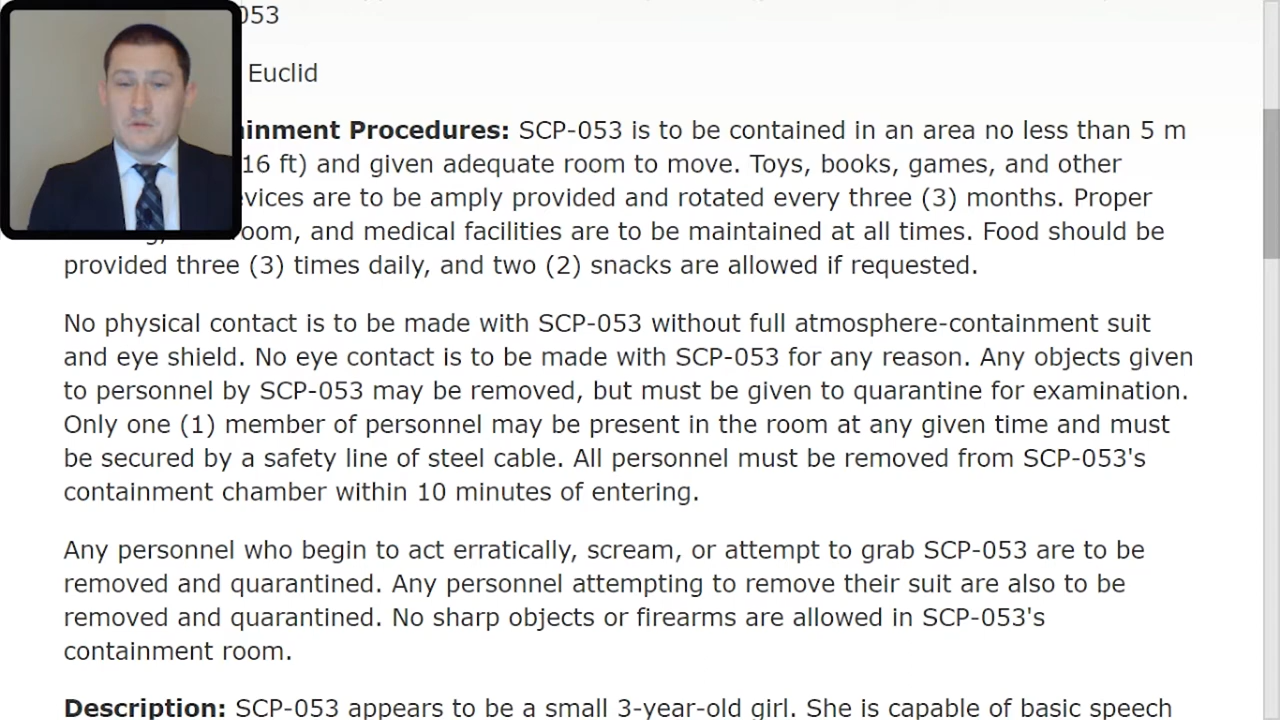 053
Euclid
ainment Procedures: SCP-053 is to be contained in an area no less than 5 m
16 ft) and given adequate room to move. Toys, books, games, and other
evices are to be amply provided and rotated every three (3) months. Proper
oom, and medical facilities are to be maintained at all times. Food should be
provided three (3) times daily, and two (2) snacks are allowed if requested.
No physical contact is to be made with SCP-053 without full atmosphere-containment suit
and eye shield. No eye contact is to be made with SCP-053 for any reason. Any objects given
to personnel by SCP-053 may be removed, but must be given to quarantine for examination.
Only one (1) member of personnel may be present in the room at any given time and must
be secured by a safety line of steel cable. All personnel must be removed from SCP-053's
containment chamber within 10 minutes of entering.
Any personnel who begin to act erratically, scream, or attempt to grab SCP-053 are to be
removed and quarantined. Any personnel attempting to remove their suit are also to be
removed and quarantined. No sharp objects or firearms are allowed in SCP-053's
containment room.
Description: SCP-053 appears to be a small 3-year-old girl. She is capable of basic speech